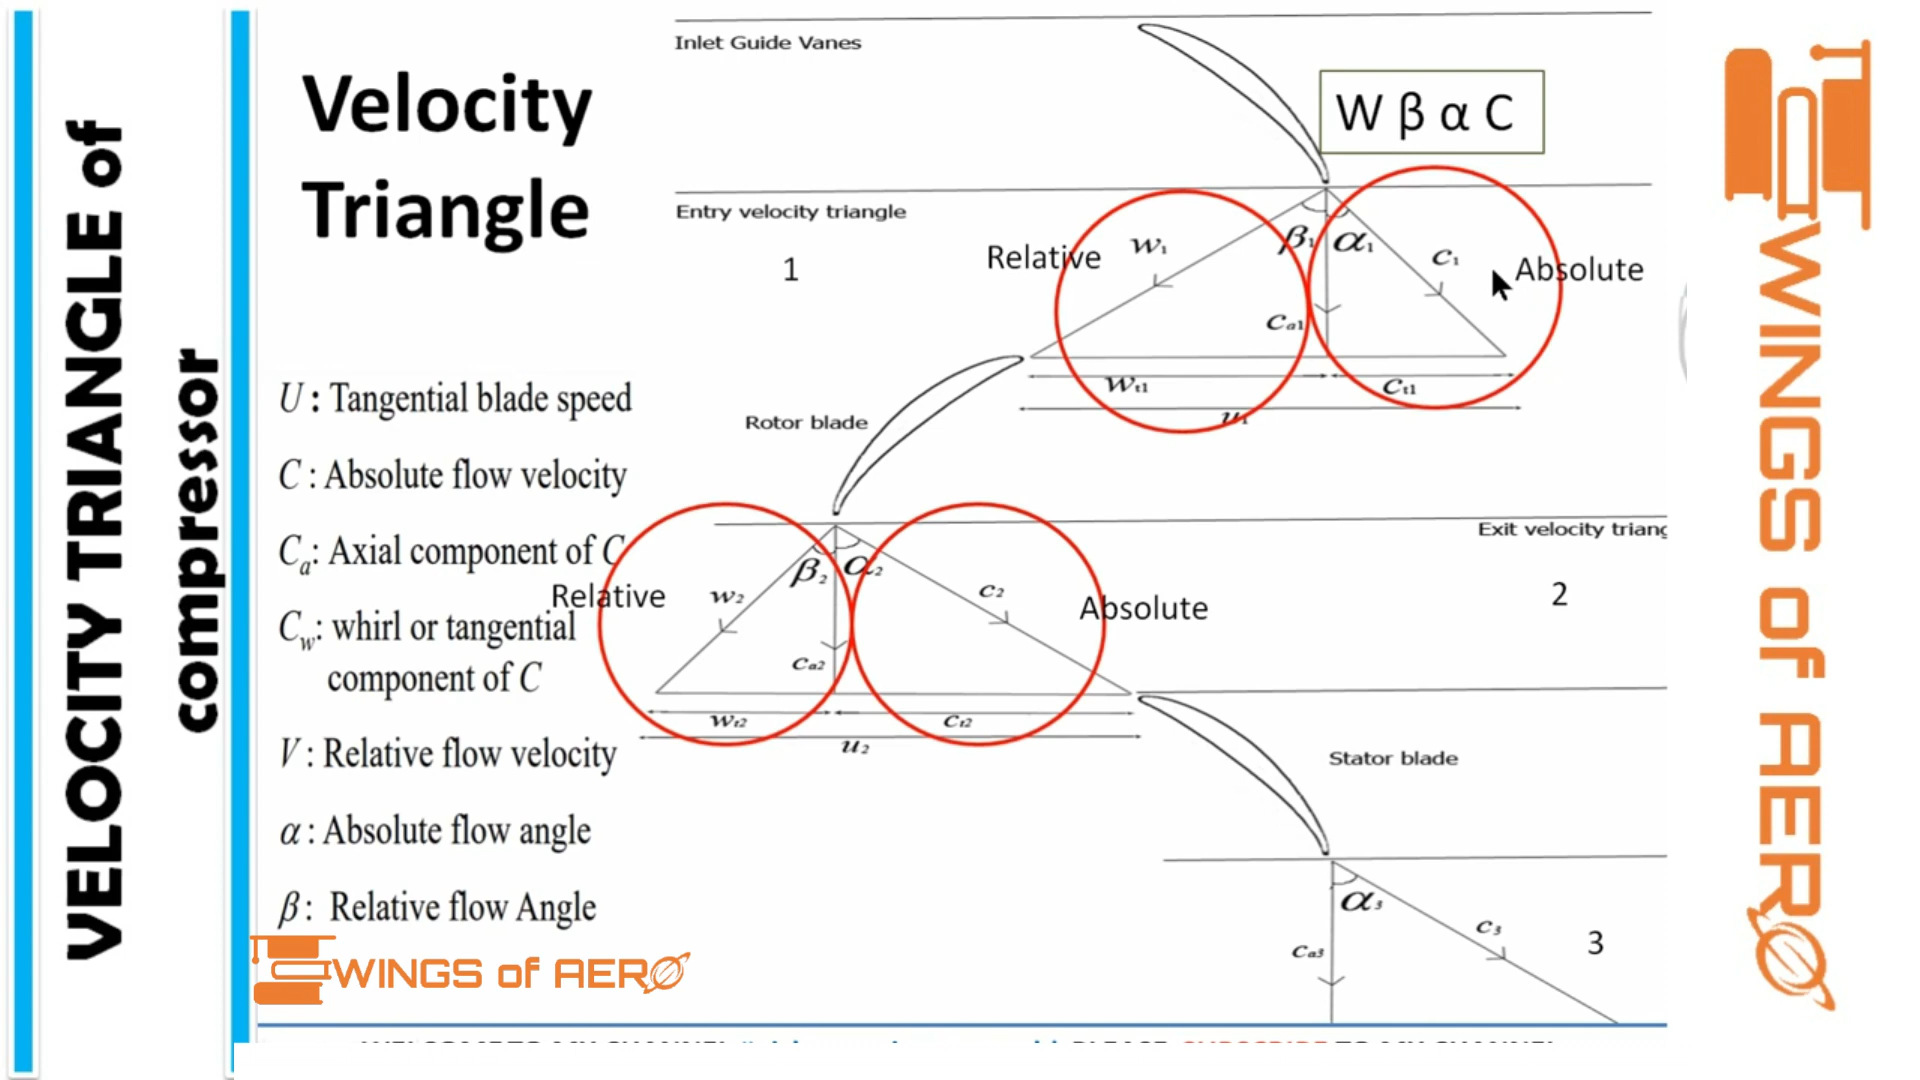 VELOCITY TRIANGLE of
compressor
Velocity
Triangle
U : Tangential blade speed
C : Absolute flow velocity
Ca: Axial component of C
Cw: whirl or tangential
component of C
V : Relative flow velocity
α : Absolute flow angle
β : Relative flow Angle
WINGS of AERO
Inlet Guide Vanes
W β α C
Entry velocity triangle
1
Relative
w1
β1
α1
c1
Absolute
Ca1
Wt1
Ct1
u1
Rotor blade
Exit velocity
2
Relative
w2
β2
α2
c2
Absolute
Ca2
Wt2
Ct2
u2
Stator blade
α3
Ca3
c3
3
WINGS of AERO